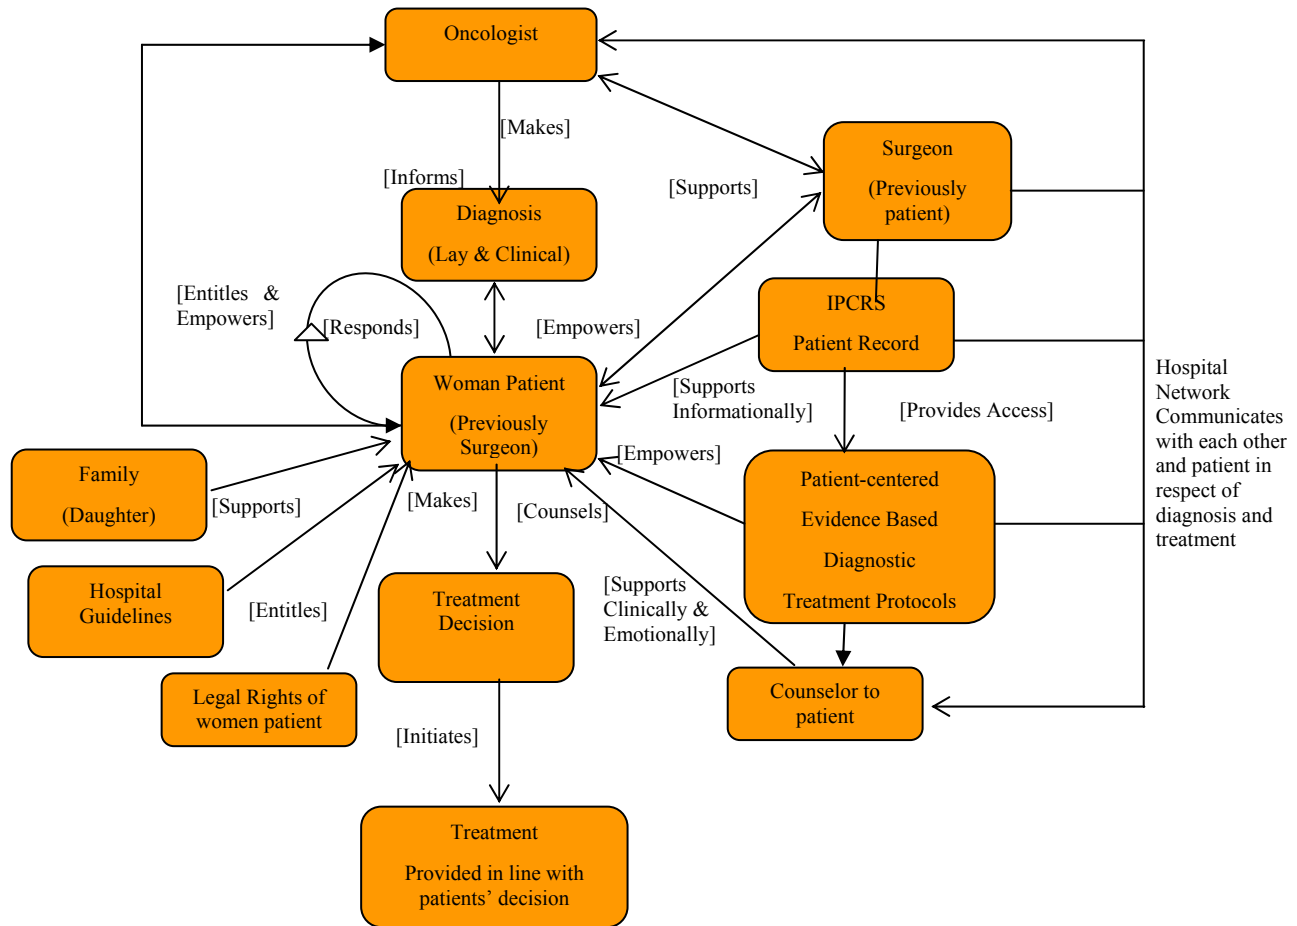 Oncologist
[Makes]
[Informs]
Diagnosis
(Lay & Clinical)
[Supports]
Surgeon
(Previously
patient)
[Entitles &
Empowers]
[Responds]
[Empowers]
IPCRS
Patient Record
Woman Patient
(Previously
Surgeon)
[Supports
Informationally]
[Provides Access]
Hospital
Network
Communicates
with each other
and patient in
respect of
diagnosis and
treatment
Family
(Daughter)
[Supports]
[Makes]
[Counsels]
[Empowers]
Patient-centered
Evidence Based
Diagnostic
Treatment Protocols
Hospital
Guidelines
[Entitles]
Treatment
Decision
[Supports
Clinically &
Emotionally]
Legal Rights of
women patient
Counselor to
patient
[Initiates]
Treatment
Provided in line with
patients’ decision